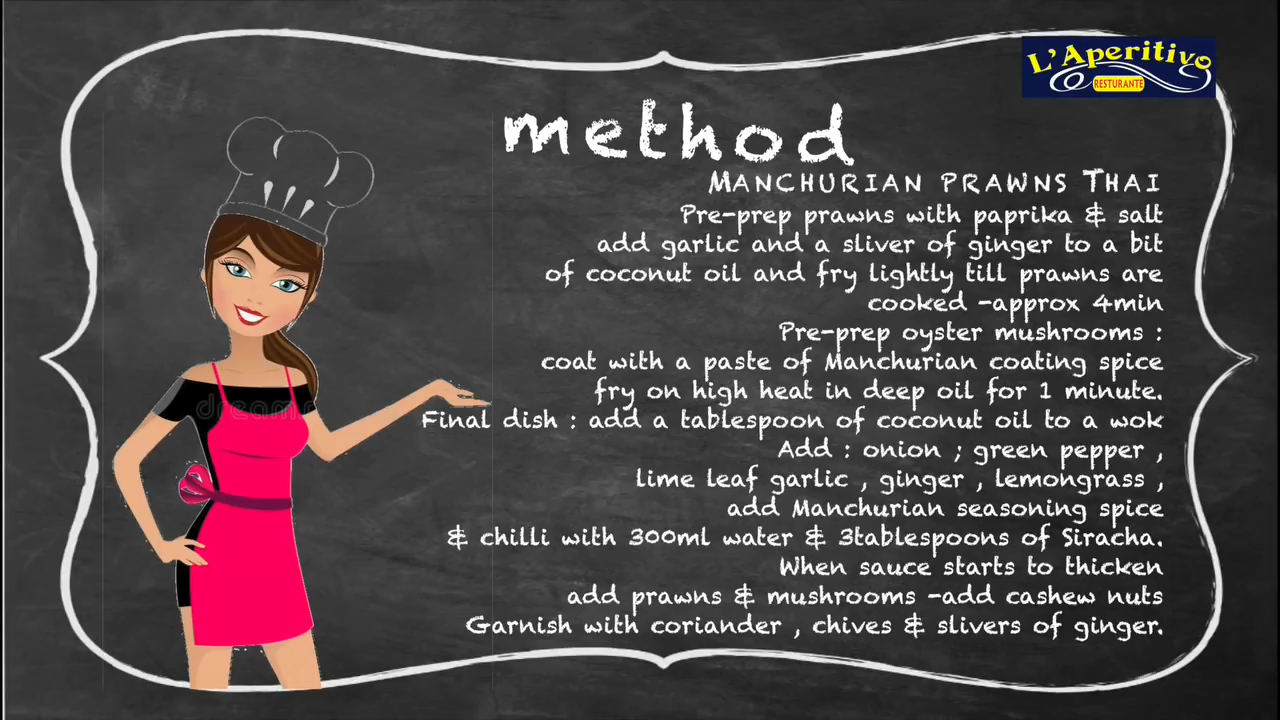 L'Aperitivo
RESTURANTE
method
MANCHURIAN PRAWNS THAI
Pre-prep prawns with paprika & salt
add garlic and a sliver of ginger to a bit
of coconut oil and fry lightly till prawns are
cooked -approx 4min
Pre-prep oyster mushrooms :
coat with a paste of Manchurian coating spice
fry on high heat in deep oil for 1 minute.
Final dish : add a tablespoon of coconut oil to a wok
Add : onion ; green pepper ,
lime leaf garlic , ginger , lemongrass ,
add Manchurian seasoning spice
& chilli with 300ml water & 3tablespoons of Siracha.
When sauce starts to thicken
add prawns & mushrooms -add cashew nuts
Garnish with coriander , chives & slivers of ginger.